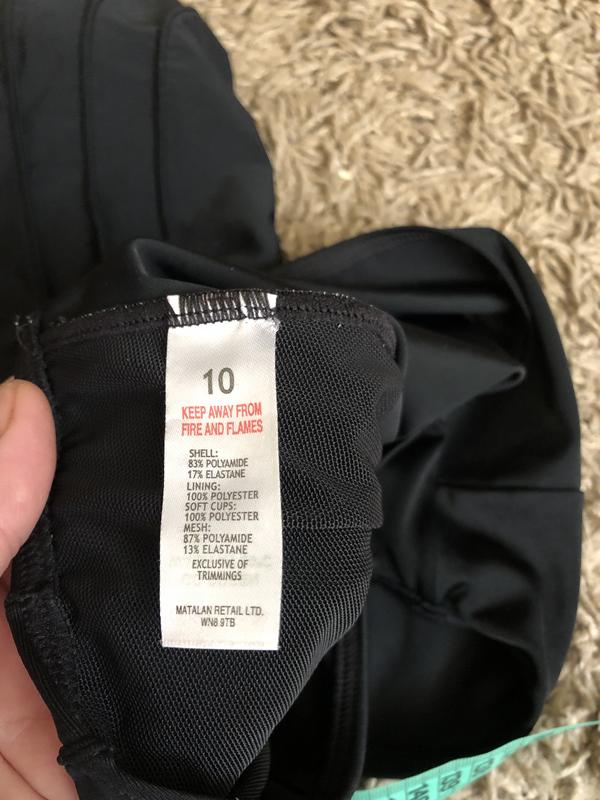 10
KEEP AWAY FROM
FIRE AND FLAMES
SHELL:
83% POLYAMIDE
17% ELASTANE
LINING:
100% POLYESTER
SOFT CUPS:
100% POLYESTER
MESH:
87% POLYAMIDE
13% ELASTANE
EXCLUSIVE OF
TRIMMINGS
MATALAN RETAIL LTD.
WN8 9TB